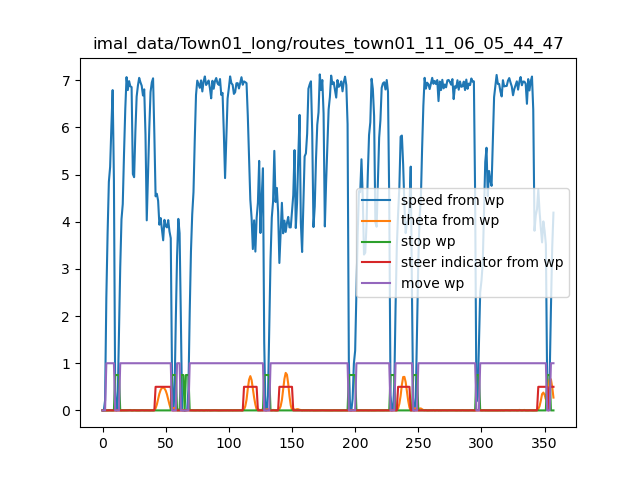 imal_data/Town01_long/routes_town01_11_06_05_44_47
7
6
5
4
3
2
1
0
speed from wp
theta from wp
stop wp
steer indicator from wp
move wp
0 50 100 150 200 250 300 350